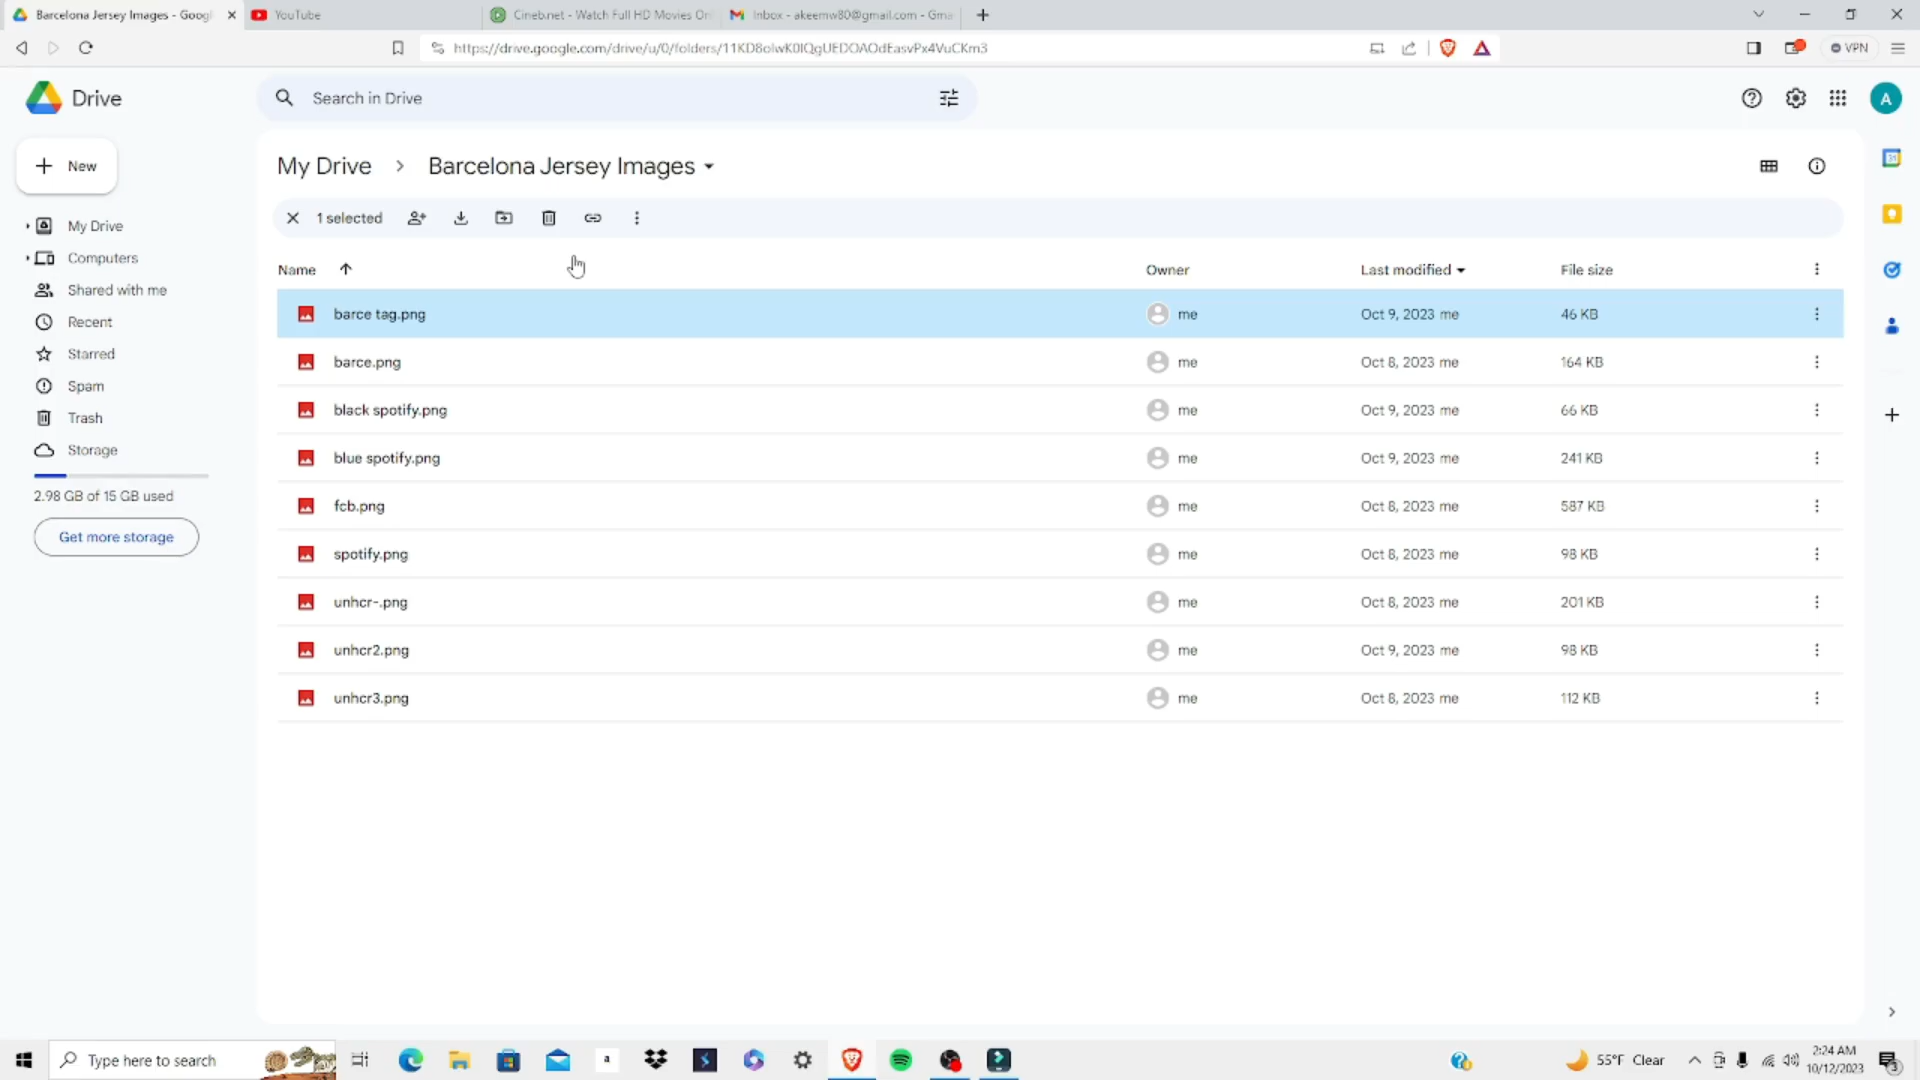 Barcelona Jersey Images - Googl
YouTube
Cineb.net - Watch Full HD Movies On
Inbox - akeemw80@gmail.com - Gma
https://drive.google.com/drive/u/0/folders/11KD8olwK0IQgUEDOAOdEasvPx4VuCKm3
VPN
Drive
Search in Drive
A
New
My Drive
Computers
Shared with me
Recent
Starred
Spam
Trash
Storage
2.98 GB of 15 GB used
Get more storage
My Drive > Barcelona Jersey Images
1 selected
Name Owner Last modified File size
barce tag.png me Oct 9, 2023 me 46 KB
barce.png me Oct 8, 2023 me 164 KB
black spotify.png me Oct 9, 2023 me 66 KB
blue spotify.png me Oct 9, 2023 me 241 KB
fcb.png me Oct 8, 2023 me 587 KB
spotify.png me Oct 8, 2023 me 98 KB
unhcr-.png me Oct 8, 2023 me 201 KB
unhcr2.png me Oct 9, 2023 me 98 KB
unhcr3.png me Oct 8, 2023 me 112 KB
31
Type here to search
a
55°F Clear
2:24 AM
10/12/2023
3